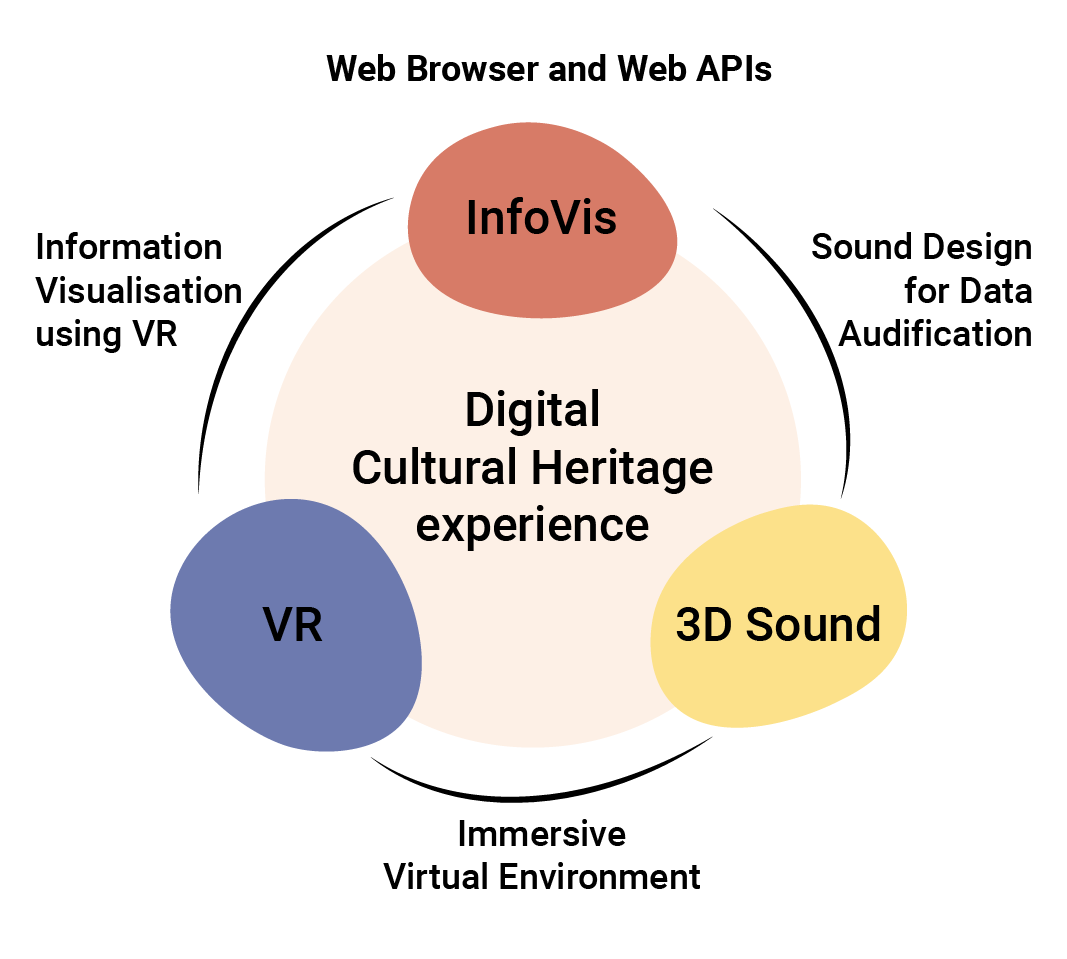 Web Browser and Web APIs
InfoVis
Information
Visualisation
using VR
Sound Design
for Data
Audification
Digital
Cultural Heritage
experience
VR
3D Sound
Immersive
Virtual Environment